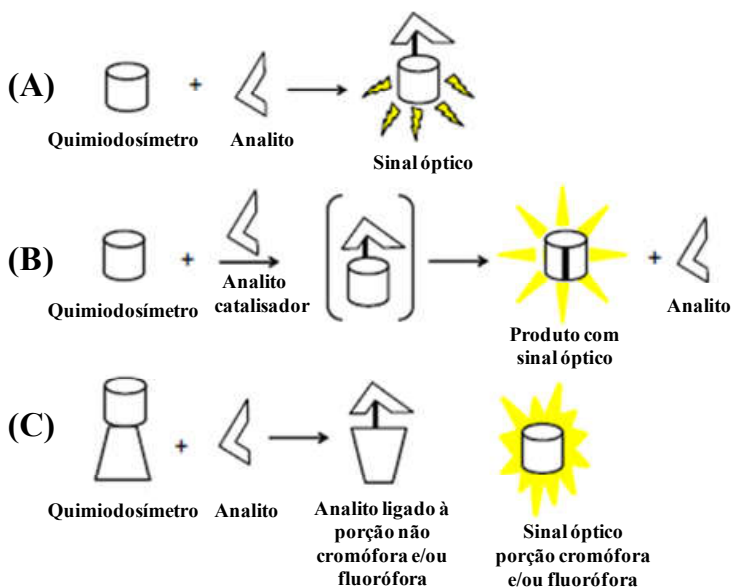 (A)
+
Quimiodosímetro
Analito
Sinal óptico
(B)
+
Analito
catalisador
+
Quimiodosímetro
Produto com
sinal óptico
Analito
(C)
+
Quimiodosímetro
Analito
Analito ligado à
porção não
cromófora e/ou
fluorófora
Sinal óptico
porção cromófora
e/ou fluorófora